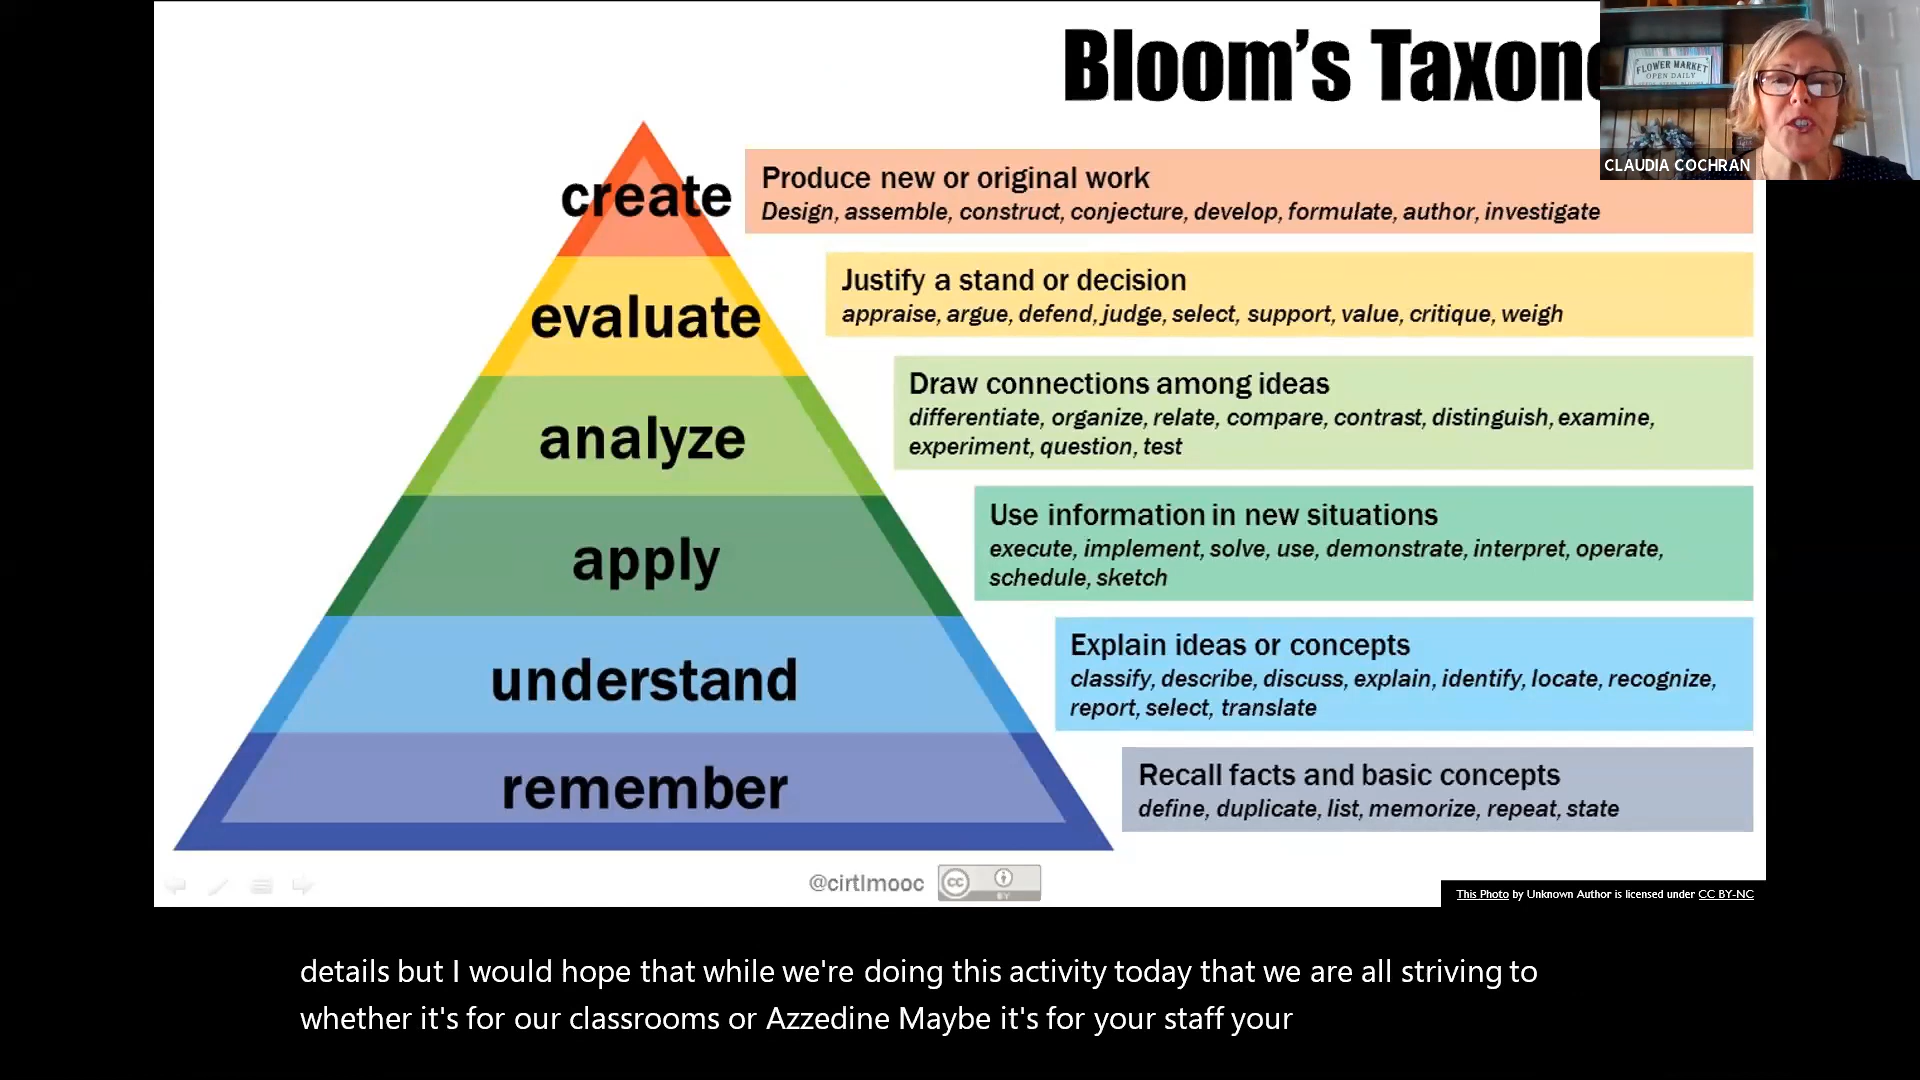 Bloom's Taxono
FLOWER MARKET
OPEN DAILY
CLAUDIA COCHRAN
create
Produce new or original work
Design, assemble, construct, conjecture, develop, formulate, author, investigate
evaluate
Justify a stand or decision
appraise, argue, defend, judge, select, support, value, critique, weigh
analyze
Draw connections among ideas
differentiate, organize, relate, compare, contrast, distinguish, examine,
experiment, question, test
apply
Use information in new situations
execute, implement, solve, use, demonstrate, interpret, operate,
schedule, sketch
understand
Explain ideas or concepts
classify, describe, discuss, explain, identify, locate, recognize,
report, select, translate
remember
Recall facts and basic concepts
define, duplicate, list, memorize, repeat, state
@cirtlmooc
cc
BY
This Photo by Unknown Author is licensed under CC BY-NC
details but I would hope that while we're doing this activity today that we are all striving to
whether it's for our classrooms or Azzedine Maybe it's for your staff your